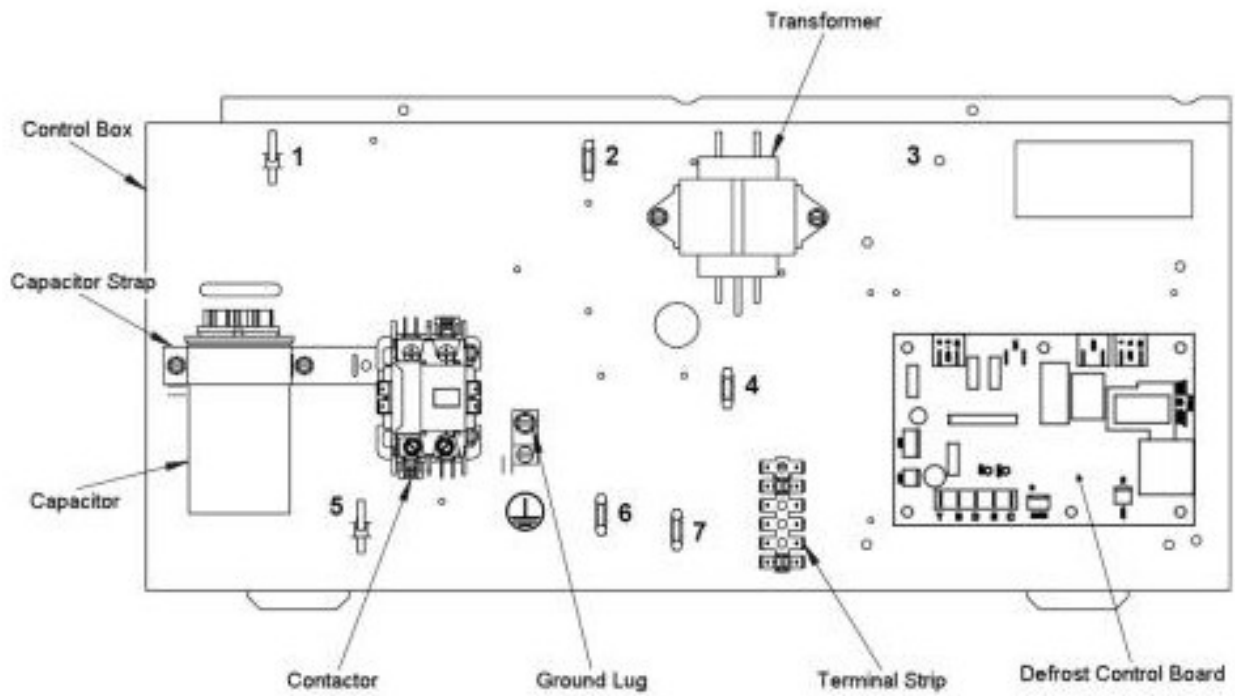 Transformer
Control Box
1
2
3
Capacitor Strap
4
Capacitor
5
6
7
Contactor
Ground Lug
Terminal Strip
Defrost Control Board